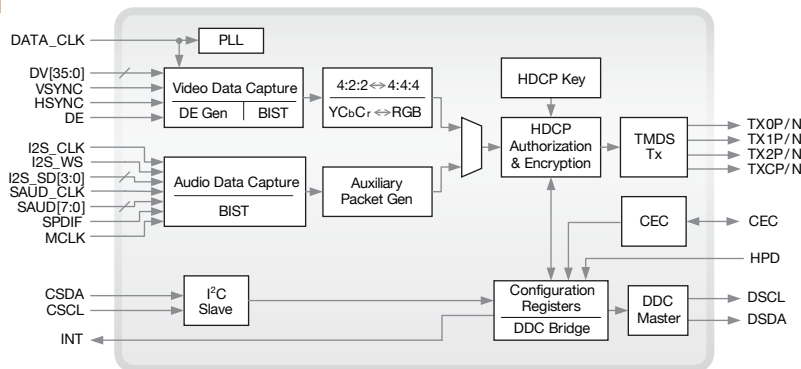 DATA_CLK
PLL
DV[35:0]
VSYNC
HSYNC
DE
Video Data Capture
DE Gen
BIST
4:2:2⇔4:4:4
YCbCr⇔RGB
HDCP Key
HDCP
Authorization
& Encryption
TMDS
Tx
TX0P/N
TX1P/N
TX2P/N
TXCP/N
I2S_CLK
I2S_WS
I2S_SD[3:0]
SAUD_CLK
SAUD[7:0]
SPDIF
MCLK
Audio Data Capture
BIST
Auxiliary
Packet Gen
CEC
CEC
HPD
CSDA
CSCL
INT
I²C
Slave
Configuration
Registers
DDC Bridge
DDC
Master
DSCL
DSDA